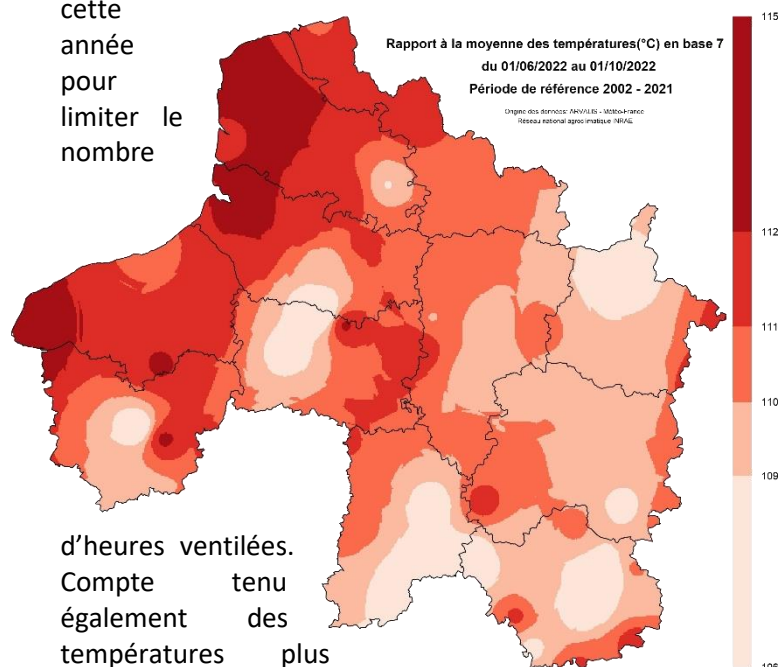 cette
année
pour
limiter le
nombre
Rapport à la moyenne des températures(°C) en base 7
du 01/06/2022 au 01/10/2022
Période de référence 2002 - 2021
Origine des données: ARVALIS - Météo-France
Réseau national agroclimatique INRAE
115
112
111
110
109
106
d'heures ventilées.
Compte tenu
également des
températures plus